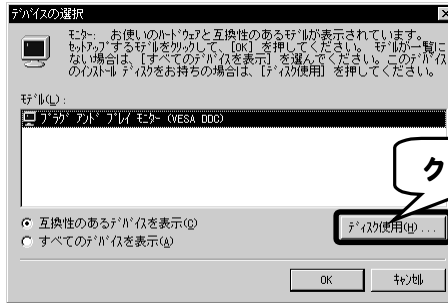 ﾃﾞﾊﾞｲｽの選択
ﾓﾆﾀｰ: お使いのﾊｰﾄﾞｳｪｱと互換性のあるﾓﾃﾞﾙが表示されています。
ｾｯﾄｱｯﾌﾟするﾓﾃﾞﾙをｸﾘｯｸして、[OK] を押してください。 ﾓﾃﾞﾙが一覧に
ない場合は、[すべてのﾃﾞﾊﾞｲｽを表示] を選んでください。このﾃﾞﾊﾞｲｽ
のｲﾝｽﾄｰﾙ ﾃﾞｨｽｸをお持ちの場合は、[ﾃﾞｨｽｸ使用] を押してください。
ﾓﾃﾞﾙ(L):
ﾌﾟﾗｸﾞ ｱﾝﾄﾞ ﾌﾟﾚｲ ﾓﾆﾀｰ (VESA DDC)
ク
互換性のあるﾃﾞﾊﾞｲｽを表示(C)
ﾃﾞｨｽｸ使用(H)...
すべてのﾃﾞﾊﾞｲｽを表示(A)
OK
ｷｬﾝｾﾙ